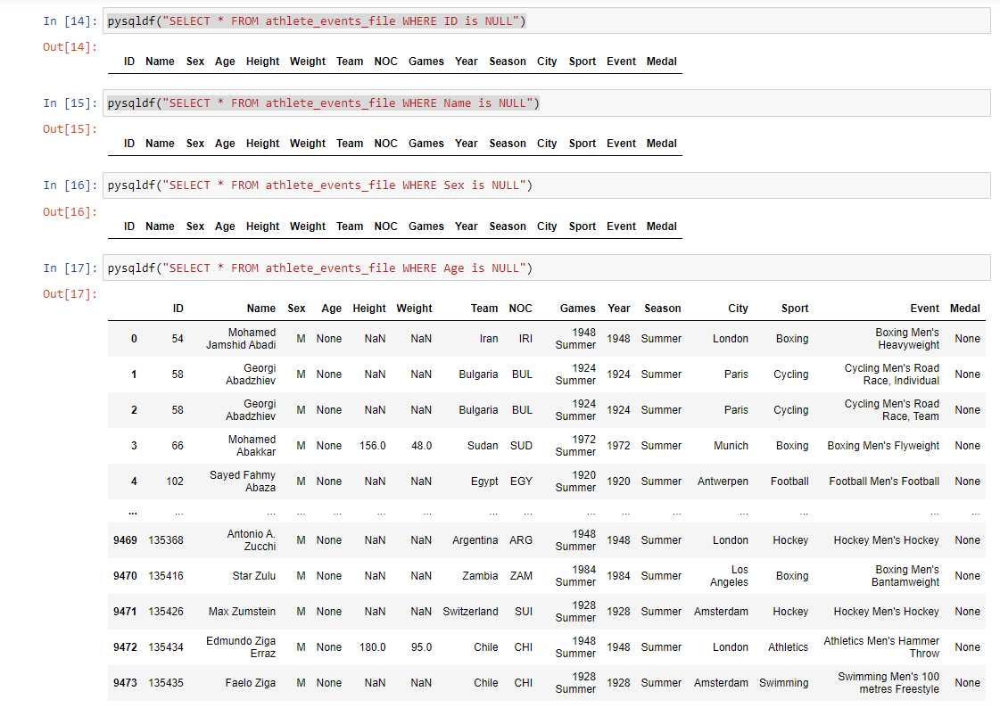 In [14]: pysqldf("SELECT * FROM athlete_events_file WHERE ID is NULL")
Out[14]:
ID Name Sex Age Height Weight Team NOC Games Year Season City Sport Event Medal
In [15]: pysqldf("SELECT * FROM athlete_events_file WHERE Name is NULL")
Out[15]:
ID Name Sex Age Height Weight Team NOC Games Year Season City Sport Event Medal
In [16]: pysqldf("SELECT * FROM athlete_events_file WHERE Sex is NULL")
Out[16]:
ID Name Sex Age Height Weight Team NOC Games Year Season City Sport Event Medal
In [17]: pysqldf("SELECT * FROM athlete_events_file WHERE Age is NULL")
Out[17]:
ID Name Sex Age Height Weight Team NOC Games Year Season City Sport Event Medal
0 54 Mohamed Jamshid Abadi M None NaN NaN Iran IRI 1948 Summer 1948 Summer London Boxing Boxing Men's Heavyweight None
1 58 Georgi Abadzhiev M None NaN NaN Bulgaria BUL 1924 Summer 1924 Summer Paris Cycling Cycling Men's Road Race, Individual None
2 58 Georgi Abadzhiev M None NaN NaN Bulgaria BUL 1924 Summer 1924 Summer Paris Cycling Cycling Men's Road Race, Team None
3 66 Mohamed Abakkar M None 156.0 48.0 Sudan SUD 1972 Summer 1972 Summer Munich Boxing Boxing Men's Flyweight None
4 102 Sayed Fahmy Abaza M None NaN NaN Egypt EGY 1920 Summer 1920 Summer Antwerpen Football Football Men's Football None
... ... ... ... ... ... ... ... ... ... ... ... ... ... ... ...
9469 135368 Antonio A. Zucchi M None NaN NaN Argentina ARG 1948 Summer 1948 Summer London Hockey Hockey Men's Hockey None
9470 135416 Star Zulu M None NaN NaN Zambia ZAM 1984 Summer 1984 Summer Los Angeles Boxing Boxing Men's Bantamweight None
9471 135426 Max Zumstein M None NaN NaN Switzerland SUI 1928 Summer 1928 Summer Amsterdam Hockey Hockey Men's Hockey None
9472 135434 Edmundo Ziga Erraz M None 180.0 95.0 Chile CHI 1948 Summer 1948 Summer London Athletics Athletics Men's Hammer Throw None
9473 135435 Faelo Ziga M None NaN NaN Chile CHI 1928 Summer 1928 Summer Amsterdam Swimming Swimming Men's 100 metres Freestyle None